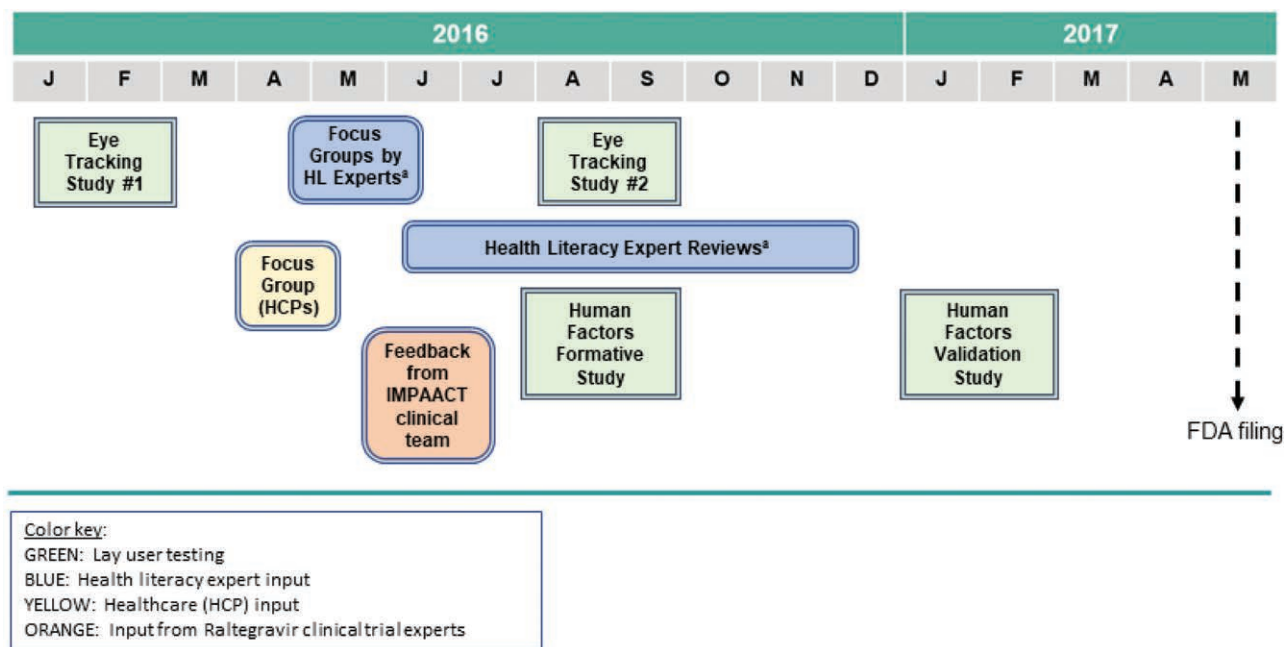 2016 2017
J F M A M J J A S O N D J F M A M
Eye
Tracking
Study #1
Focus
Groups by
HL Expertsᵃ
Eye
Tracking
Study #2
Health Literacy Expert Reviewsᵃ
Focus
Group
(HCPs)
Feedback
from
IMPAACT
clinical
team
Human
Factors
Formative
Study
Human
Factors
Validation
Study
FDA filing
Color key:
GREEN: Lay user testing
BLUE: Health literacy expert input
YELLOW: Healthcare (HCP) input
ORANGE: Input from Raltegravir clinical trial experts